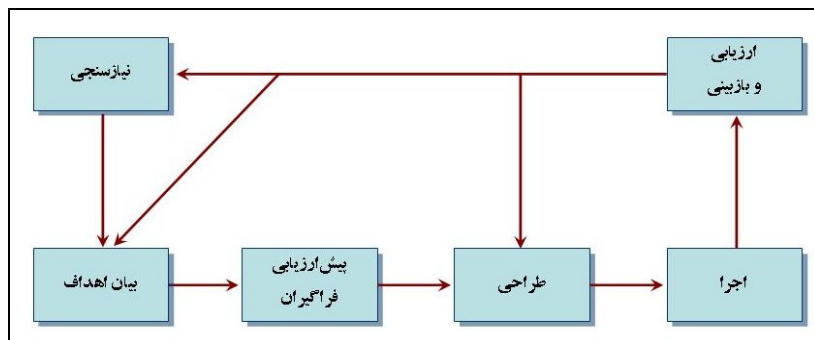 نیازسنجی
ارزیابی
و بازبینی
بیان اهداف
پیش‌ارزیابی
فراگیران
طراحی
اجرا